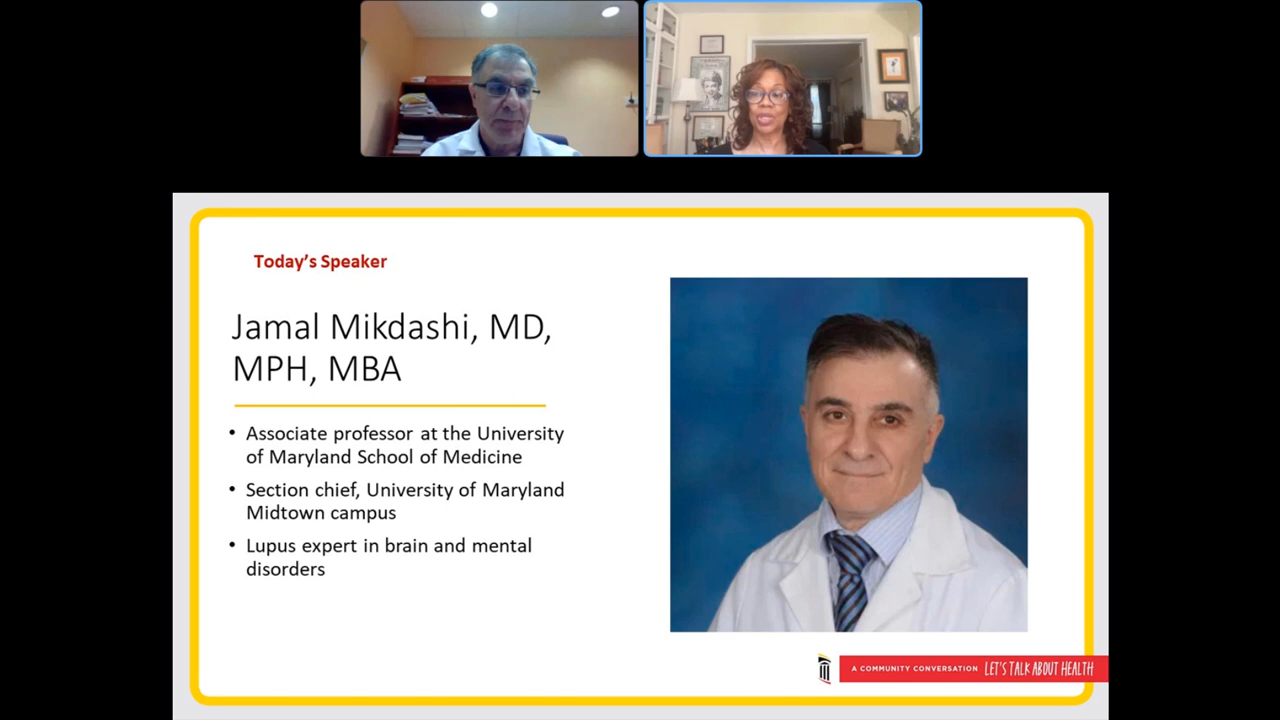 Today's Speaker
Jamal Mikdashi, MD,
MPH, MBA
• Associate professor at the University
of Maryland School of Medicine
• Section chief, University of Maryland
Midtown campus
• Lupus expert in brain and mental
disorders
A COMMUNITY CONVERSATION LET'S TALK ABOUT HEALTH